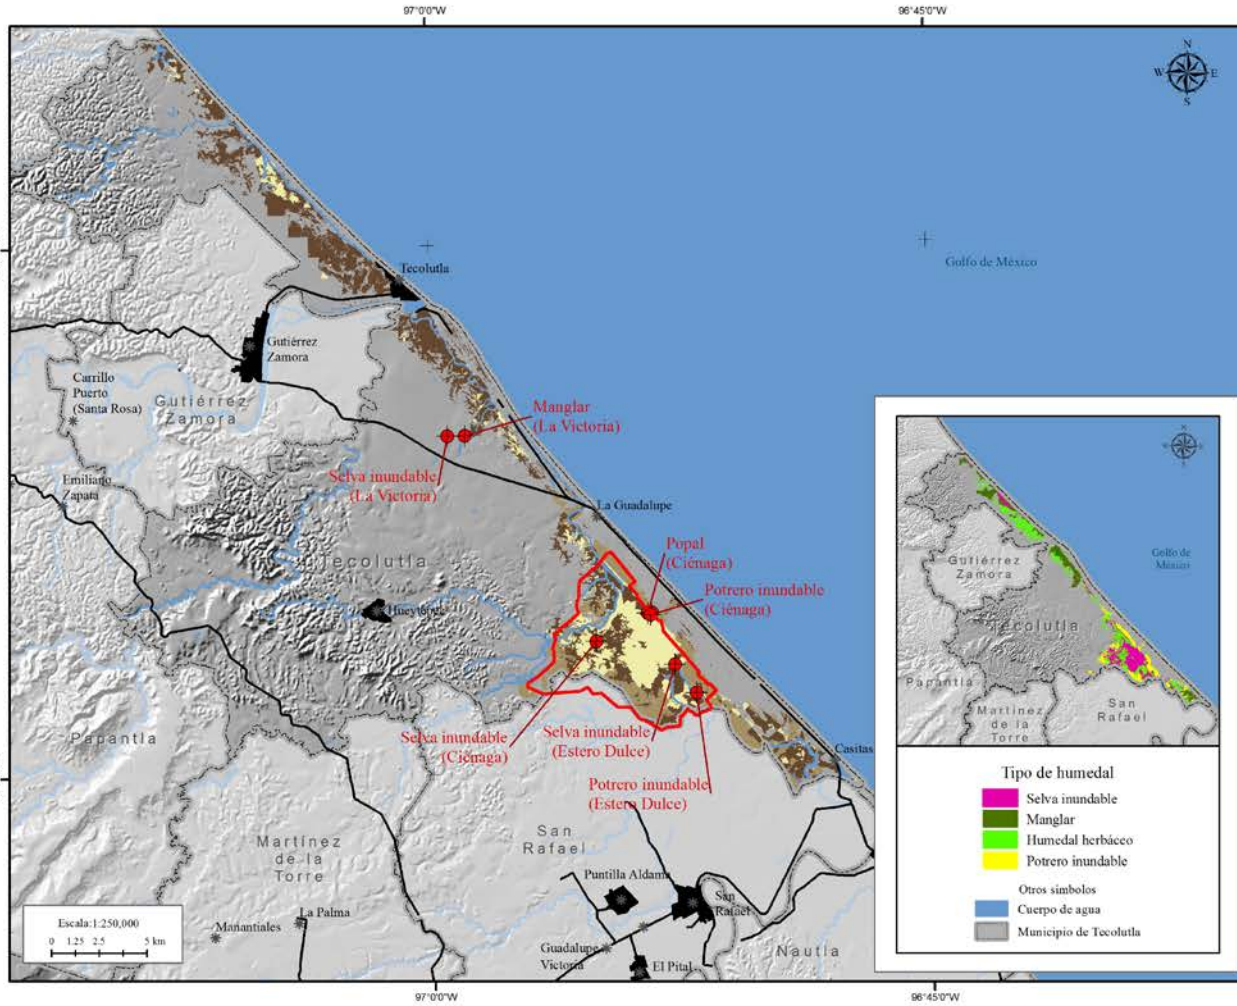 97°0'0"W
96°45'0"W
N
W
E
S
Tecolutla
Golfo de México
Gutiérrez
Zamora
Carrillo
Puerto
(Santa Rosa)
Gutiérrez
Zamora
Manglar
(La Victoria)
Selva inundable
(La Victoria)
Emiliano
Zapata
La Guadalupe
Tecolutla
Popal
(Ciénaga)
Potrero inundable
(Ciénaga)
Selva inundable
(Ciénaga)
Selva inundable
(Estero Dulce)
Potrero inundable
(Estero Dulce)
Papantla
Casitas
San
Rafael
Martínez
de la
Torre
Puntilla Aldama
San
Rafael
La Palma
Manantiales
Guadalupe
Victoria
El Pital
Nautla
Escala:1:250,000
0 1.25 2.5 5 km
97°0'0"W
96°45'0"W
Gutiérrez
Zamora
Golfo de
México
Tecolutla
Papantla
Martínez
de la
Torre
San
Rafael
Tipo de humedal
Selva inundable
Manglar
Humedal herbáceo
Potrero inundable
Otros símbolos
Cuerpo de agua
Municipio de Tecolutla